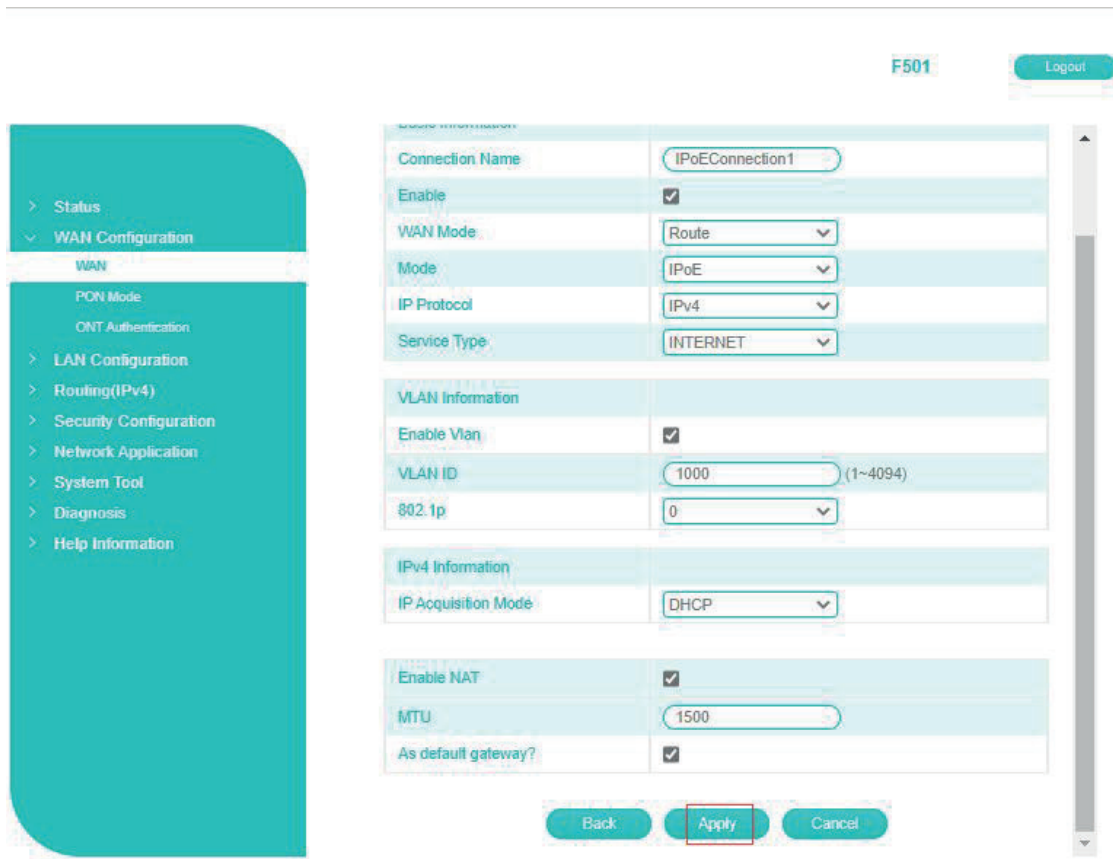 F501
Logout
Basic Information
Connection Name IPoEConnection1
Enable
> Status
WAN Mode Route
WAN Configuration
WAN
Mode IPoE
PON Mode
IP Protocol IPv4
ONT Authentication
Service Type INTERNET
> LAN Configuration
> Routing(IPv4)
VLAN Information
> Security Configuration
Enable Vlan
> Network Application
VLAN ID 1000 (1~4094)
> System Tool
> Diagnosis
802.1p 0
> Help Information
IPv4 Information
IP Acquisition Mode DHCP
Enable NAT
MTU 1500
As default gateway?
Back Apply Cancel